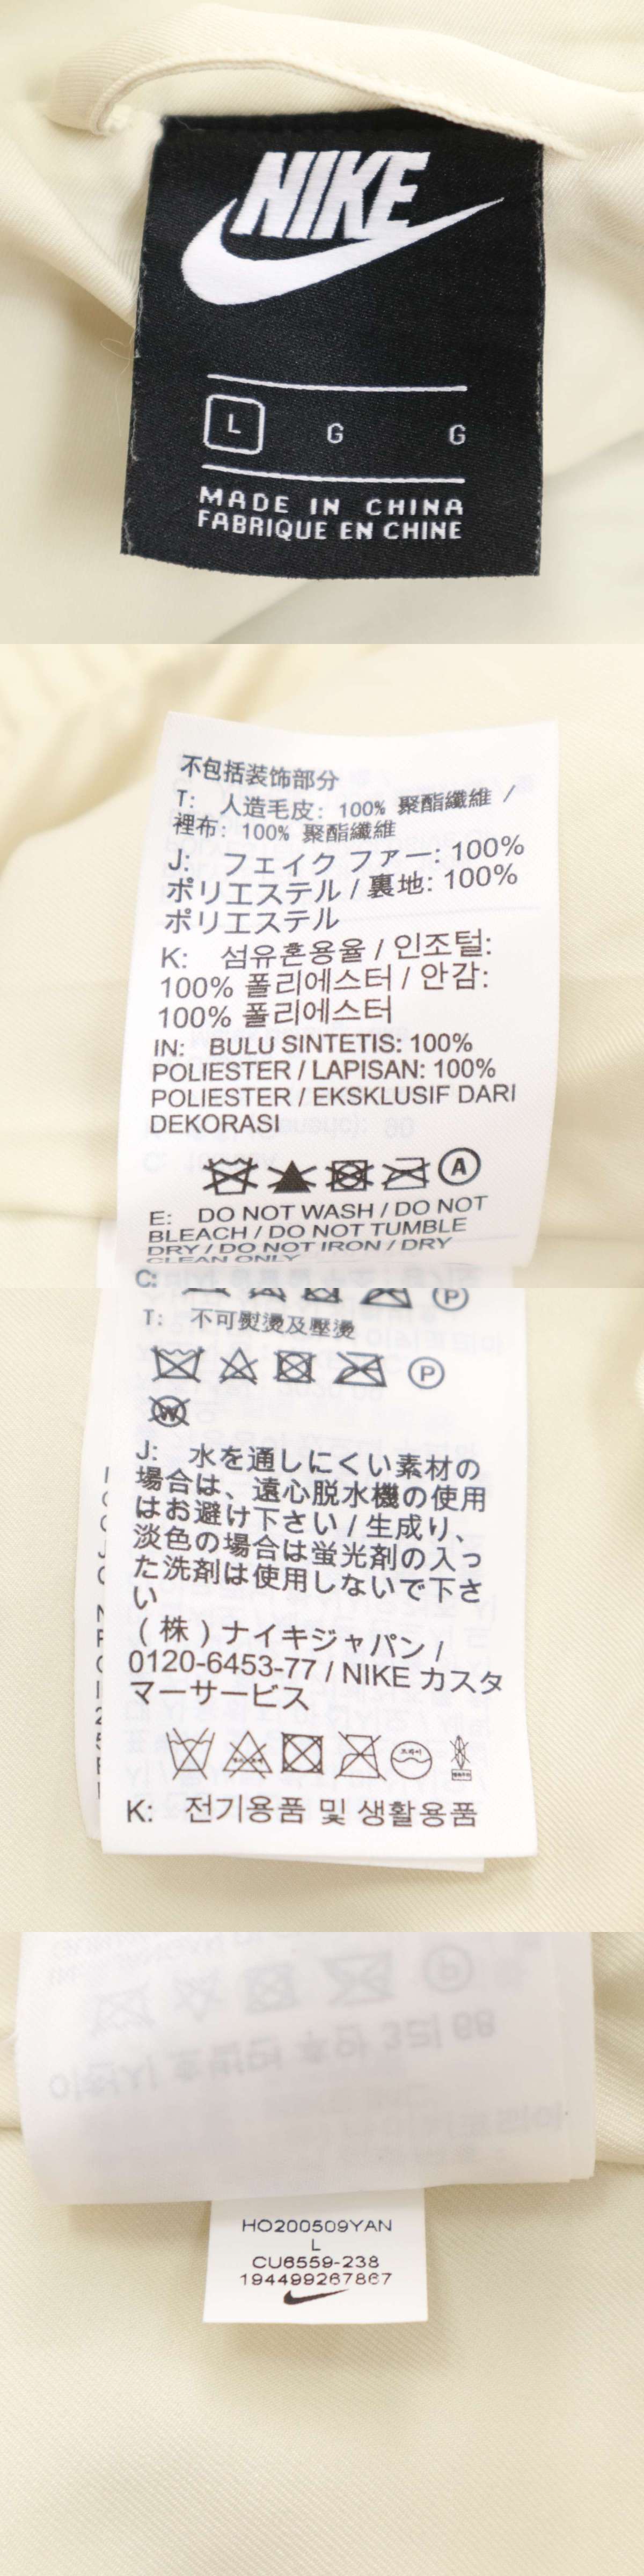 NIKE
L G G
MADE IN CHINA
FABRIQUE EN CHINE
不包括装饰部分
T: 人造毛皮: 100% 聚酯纖維 /
裡布: 100% 聚酯纖維
J: フェイク ファー: 100%
ポリエステル / 裏地: 100%
ポリエステル
K: 섬유혼용율 / 인조털:
100% 폴리에스터 / 안감:
100% 폴리에스터
IN: BULU SINTETIS: 100%
POLIESTER / LAPISAN: 100%
POLIESTER / EKSKLUSIF DARI
DEKORASI
A
E: DO NOT WASH / DO NOT
BLEACH / DO NOT TUMBLE
DRY / DO NOT IRON / DRY
CLEAN ONLY
C:
P
T: 不可熨燙及壓燙
P
W
J: 水を通しにくい素材の
場合は、遠心脱水機の使用
はお避け下さい / 生成り、
淡色の場合は蛍光剤の入っ
た洗剤は使用しないで下さ
い
(株)ナイキジャパン /
0120-6453-77 / NIKE カスタ
マーサービス
K: 전기용품 및 생활용품
HO200509YAN
L
CU6559-238
194499267867